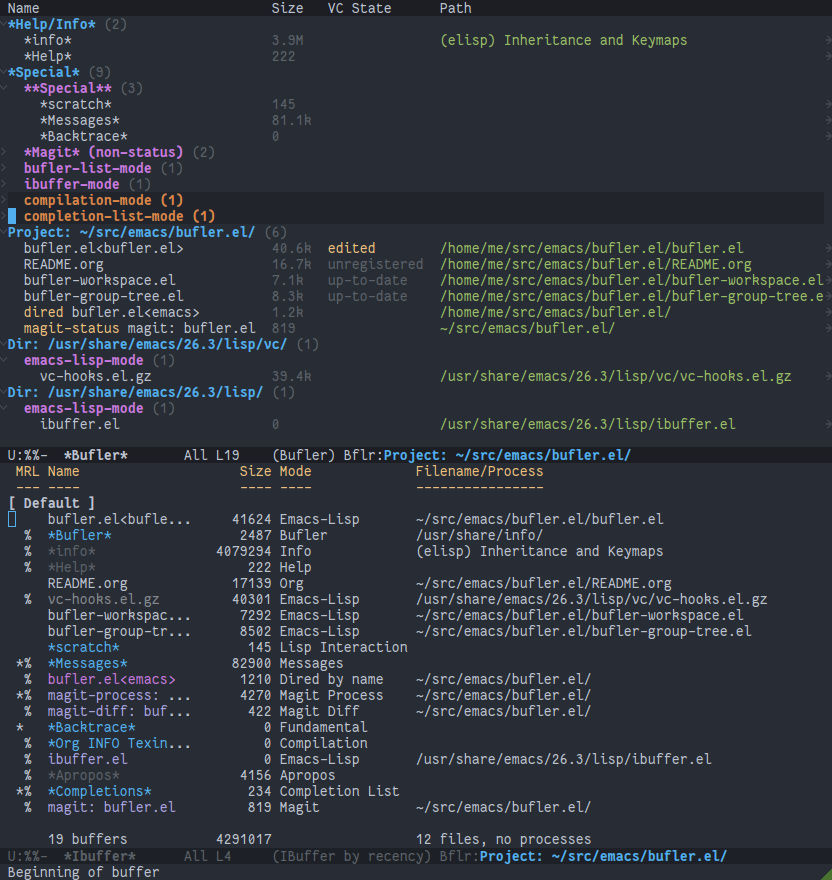 Name Size VC State Path
*Help/Info* (2)
*info* 3.9M (elisp) Inheritance and Keymaps
*Help* 222
*Special* (9)
**Special** (3)
*scratch* 145
*Messages* 81.1k
*Backtrace* 0
*Magit* (non-status) (2)
bufler-list-mode (1)
ibuffer-mode (1)
compilation-mode (1)
completion-list-mode (1)
Project: ~/src/emacs/bufler.el/ (6)
bufler.el<bufler.el> 40.6k edited /home/me/src/emacs/bufler.el/bufler.el
README.org 16.7k unregistered /home/me/src/emacs/bufler.el/README.org
bufler-workspace.el 7.1k up-to-date /home/me/src/emacs/bufler.el/bufler-workspace.el
bufler-group-tree.el 8.3k up-to-date /home/me/src/emacs/bufler.el/bufler-group-tree.e
dired bufler.el<emacs> 1.2k /home/me/src/emacs/bufler.el/
magit-status magit: bufler.el 819 ~/src/emacs/bufler.el/
Dir: /usr/share/emacs/26.3/lisp/vc/ (1)
emacs-lisp-mode (1)
vc-hooks.el.gz 39.4k /usr/share/emacs/26.3/lisp/vc/vc-hooks.el.gz
Dir: /usr/share/emacs/26.3/lisp/ (1)
emacs-lisp-mode (1)
ibuffer.el 0 /usr/share/emacs/26.3/lisp/ibuffer.el
U:%%- *Bufler* All L19 (Bufler) Bflr:Project: ~/src/emacs/bufler.el/
MRL Name Size Mode Filename/Process
--- ---- ---- ---- ----------------
[ Default ]
bufler.el<bufle... 41624 Emacs-Lisp ~/src/emacs/bufler.el/bufler.el
% *Bufler* 2487 Bufler /usr/share/info/
% *info* 4079294 Info (elisp) Inheritance and Keymaps
% *Help* 222 Help
README.org 17139 Org ~/src/emacs/bufler.el/README.org
% vc-hooks.el.gz 40301 Emacs-Lisp /usr/share/emacs/26.3/lisp/vc/vc-hooks.el.gz
bufler-workspac... 7292 Emacs-Lisp ~/src/emacs/bufler.el/bufler-workspace.el
bufler-group-tr... 8502 Emacs-Lisp ~/src/emacs/bufler.el/bufler-group-tree.el
*scratch* 145 Lisp Interaction
*% *Messages* 82900 Messages
% bufler.el<emacs> 1210 Dired by name ~/src/emacs/bufler.el/
*% magit-process: ... 4270 Magit Process ~/src/emacs/bufler.el/
% magit-diff: buf... 422 Magit Diff ~/src/emacs/bufler.el/
* *Backtrace* 0 Fundamental
% *Org INFO Texin... 0 Compilation
% ibuffer.el 0 Emacs-Lisp /usr/share/emacs/26.3/lisp/ibuffer.el
% *Apropos* 4156 Apropos
*% *Completions* 234 Completion List
% magit: bufler.el 819 Magit ~/src/emacs/bufler.el/
19 buffers 4291017 12 files, no processes
U:%%- *Ibuffer* All L4 (IBuffer by recency) Bflr:Project: ~/src/emacs/bufler.el/
Beginning of buffer